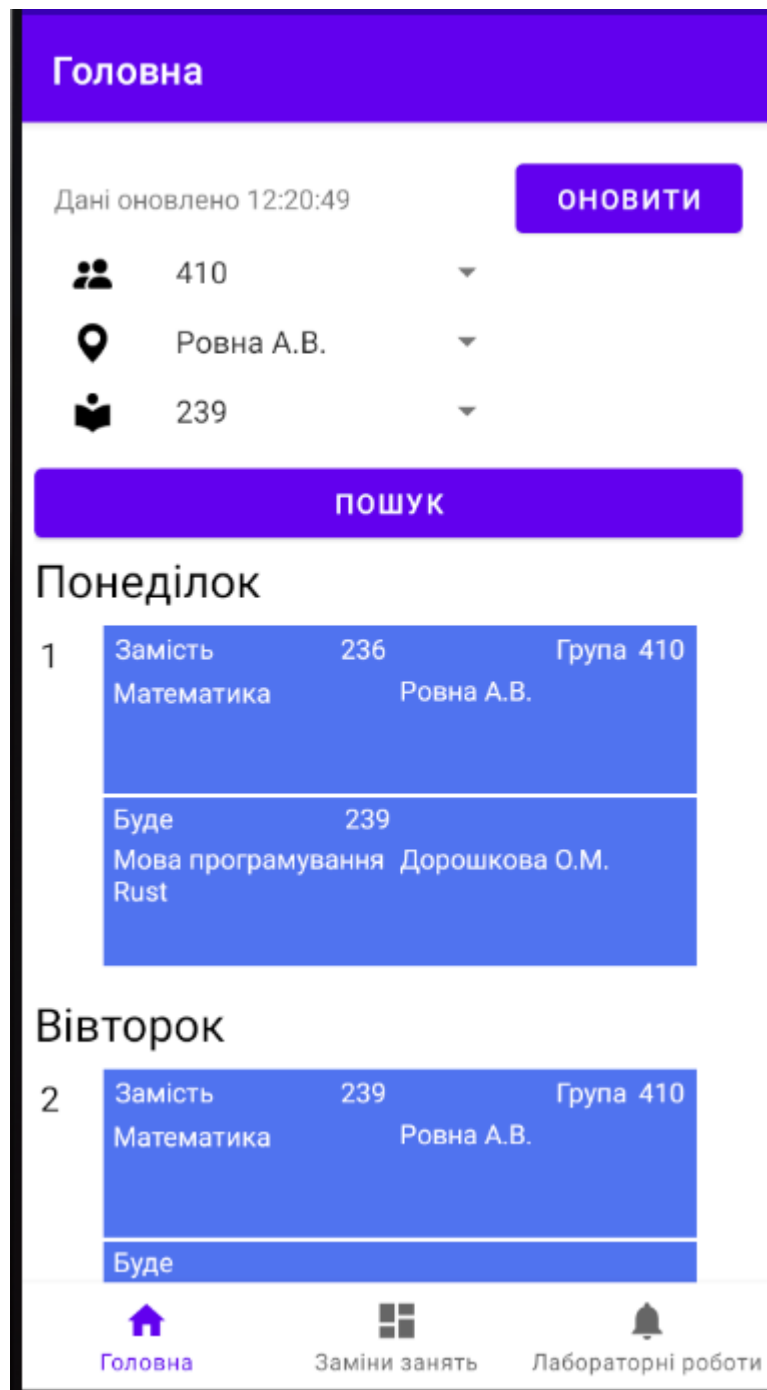 Головна
Дані оновлено 12:20:49 ОНОВИТИ
410
Ровна А.В.
239
ПОШУК
Понеділок
1 Замість 236 Група 410
Математика Ровна А.В.
Буде 239
Мова програмування Дорошкова О.М.
Rust
Вівторок
2 Замість 239 Група 410
Математика Ровна А.В.
Буде
Головна Заміни занять Лабораторні роботи